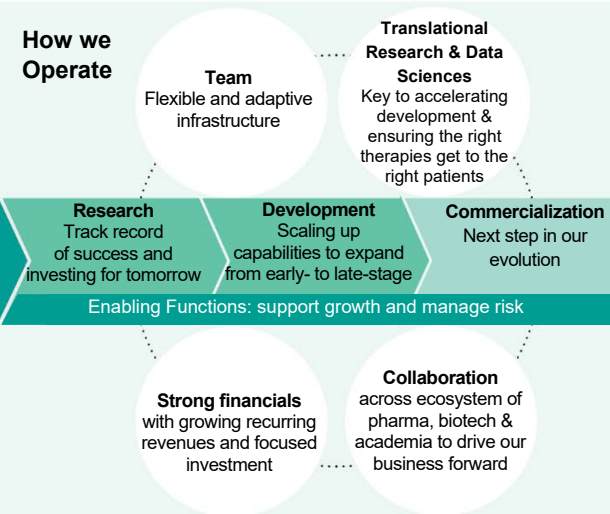 How we
Operate
Team
Flexible and adaptive
infrastructure
Translational
Research & Data
Sciences
Key to accelerating
development &
ensuring the right
therapies get to the
right patients
Research
Track record
of success and
investing for tomorrow
Development
Scaling up
capabilities to expand
from early- to late-stage
Commercialization
Next step in our
evolution
Enabling Functions: support growth and manage risk
Strong financials
with growing recurring
revenues and focused
investment
Collaboration
across ecosystem of
pharma, biotech &
academia to drive our
business forward